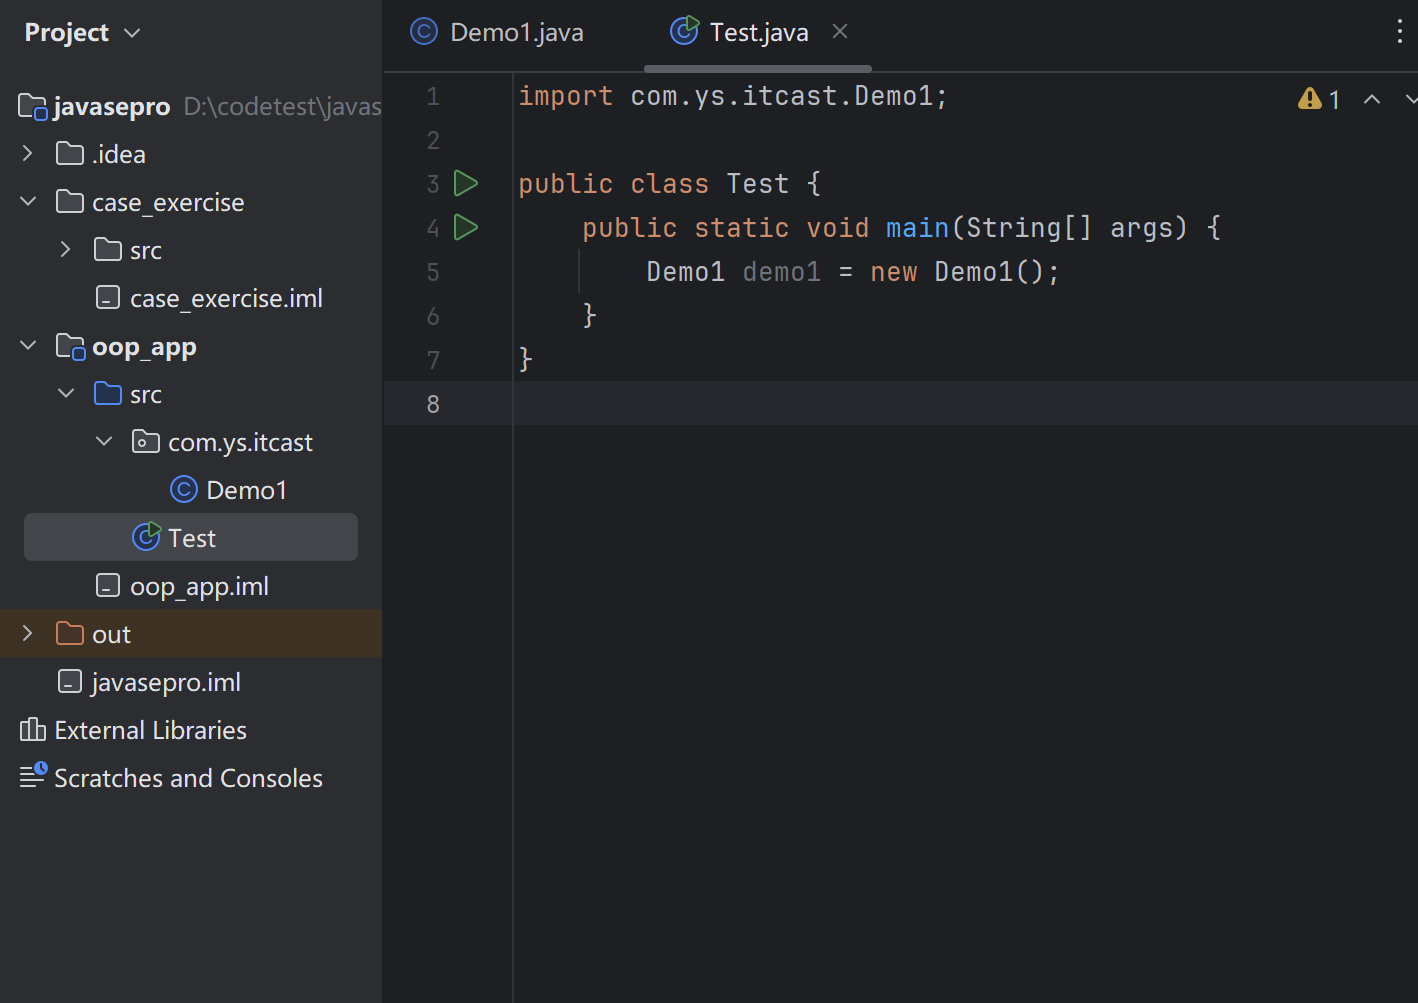 Project
javasepro D:\codetest\javas
.idea
case_exercise
src
case_exercise.iml
oop_app
src
com.ys.itcast
Demo1
Test
oop_app.iml
out
javasepro.iml
External Libraries
Scratches and Consoles
Demo1.java Test.java
1 import com.ys.itcast.Demo1;
2
3 public class Test {
4 public static void main(String[] args) {
5 Demo1 demo1 = new Demo1();
6 }
7 }
8
1